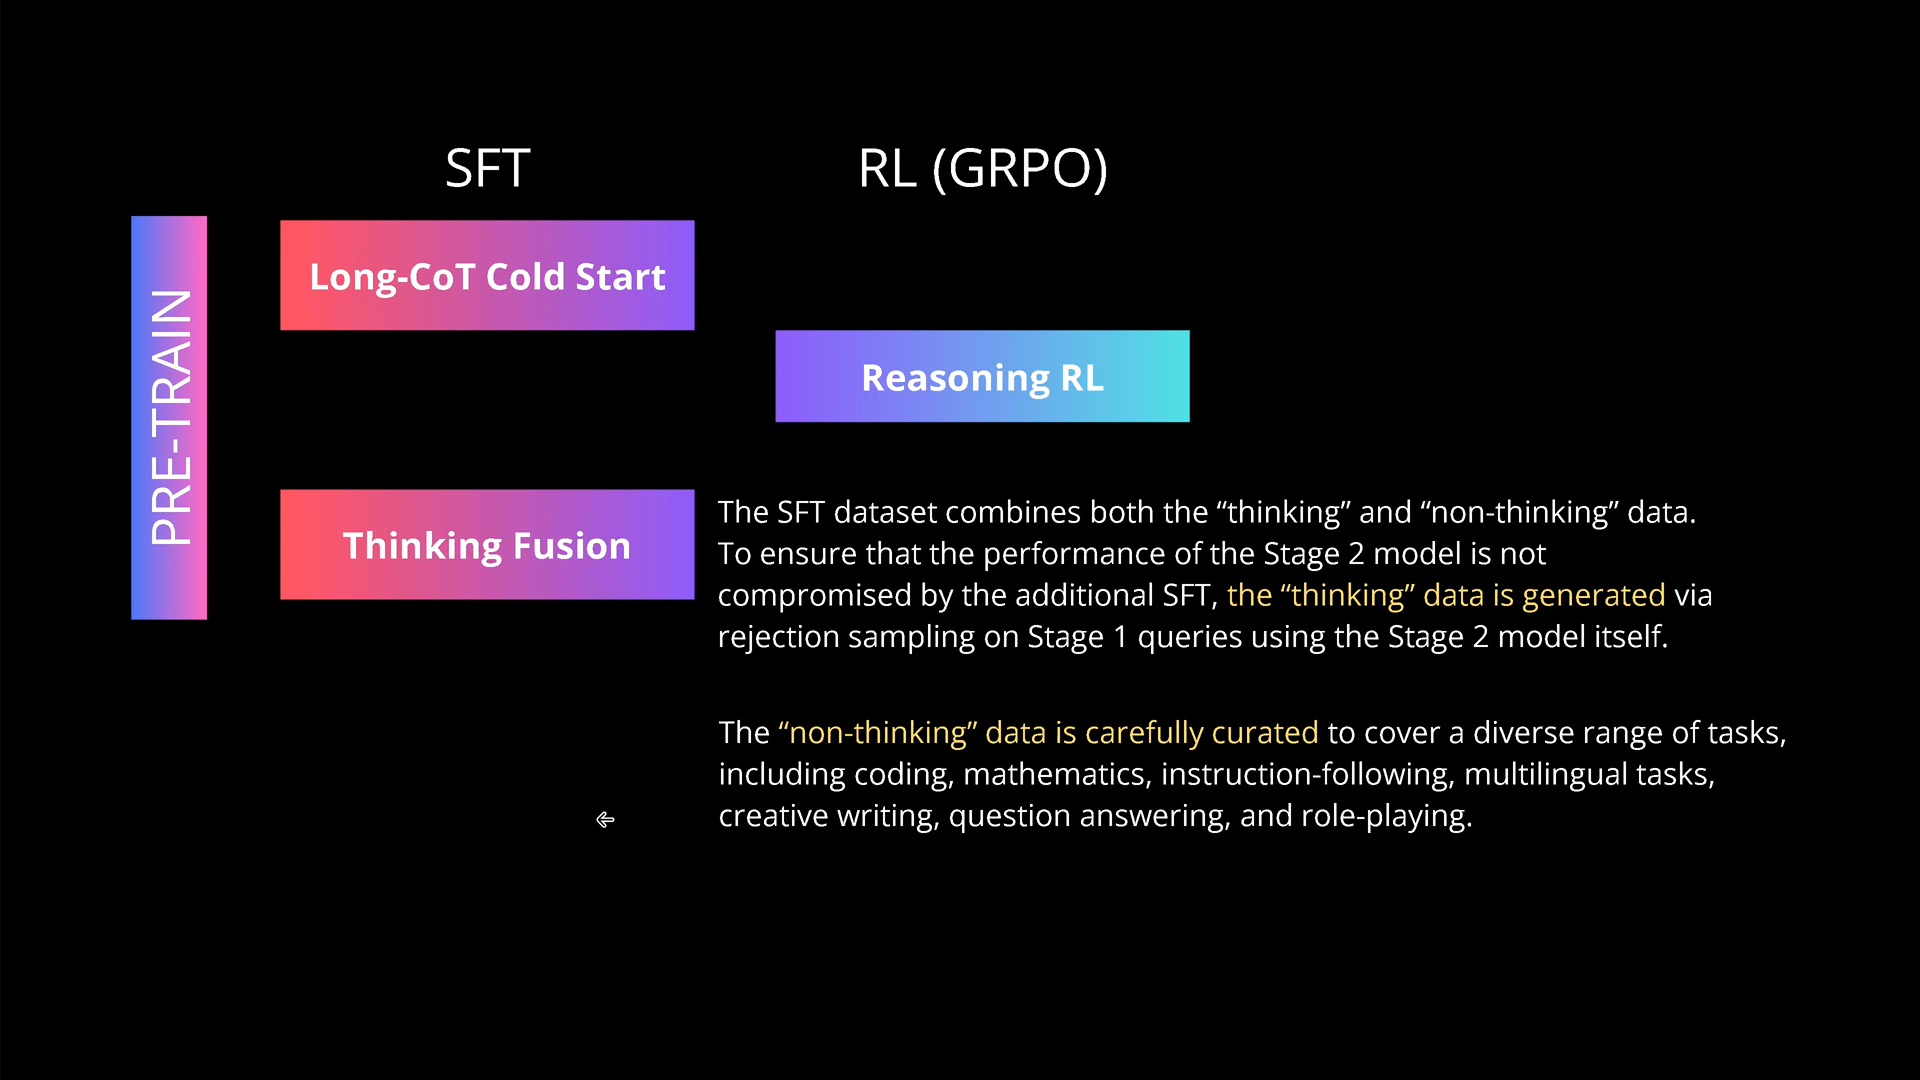 SFT
RL (GRPO)
PRE-TRAIN
Long-CoT Cold Start
Reasoning RL
Thinking Fusion
The SFT dataset combines both the “thinking” and “non-thinking” data.
To ensure that the performance of the Stage 2 model is not
compromised by the additional SFT, the “thinking” data is generated via
rejection sampling on Stage 1 queries using the Stage 2 model itself.
The “non-thinking” data is carefully curated to cover a diverse range of tasks,
including coding, mathematics, instruction-following, multilingual tasks,
creative writing, question answering, and role-playing.